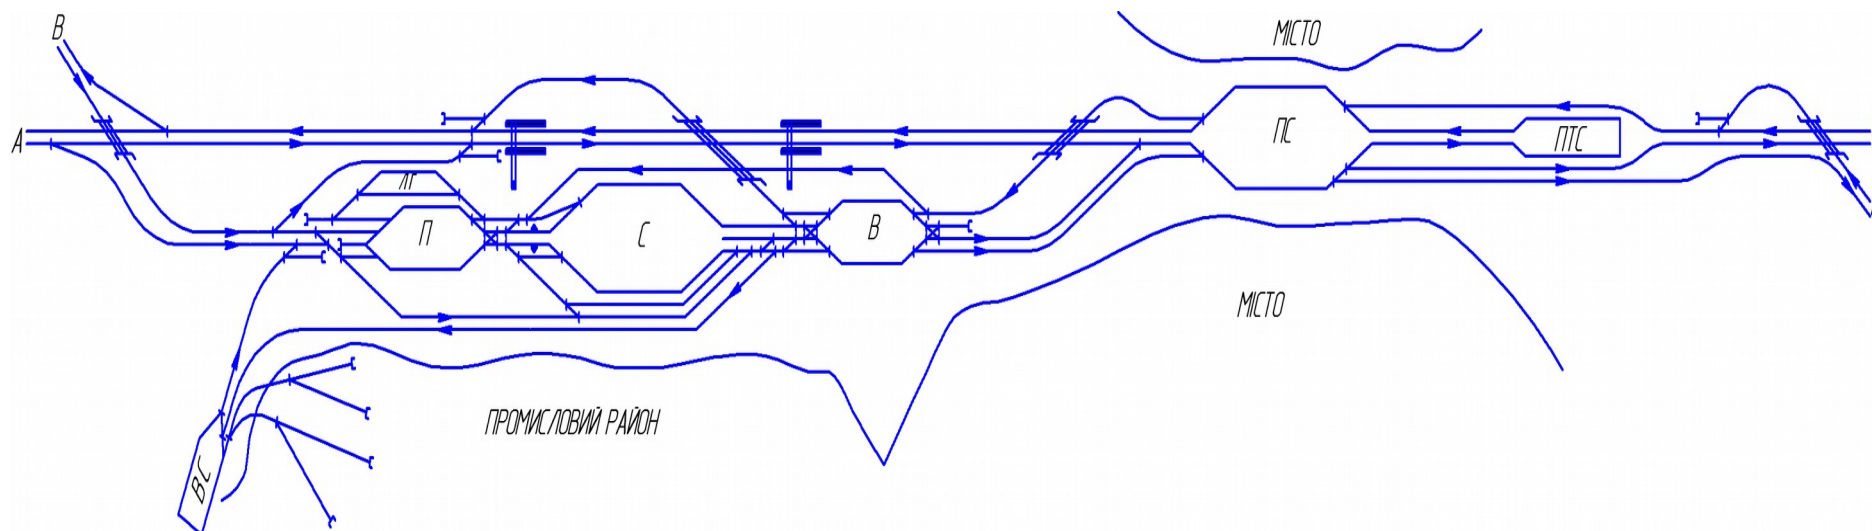 В
МІСТО
А
ПС
ПТС
ЛГ
П
С
В
МІСТО
ПРОМИСЛОВИЙ РАЙОН
ВС